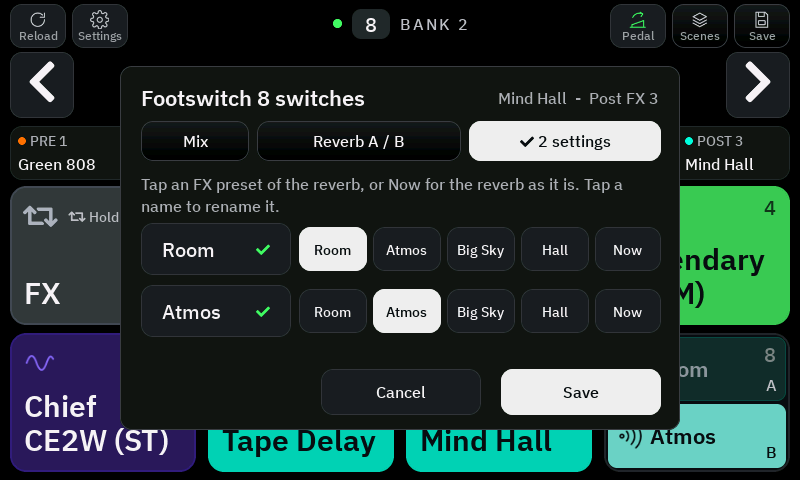 Reload
Settings
8 BANK 2
Pedal
Scenes
Save
PRE 1
Green 808
POST 3
Mind Hall
Footswitch 8 switches
Mind Hall - Post FX 3
Mix
Reverb A / B
2 settings
Tap an FX preset of the reverb, or Now for the reverb as it is. Tap a
name to rename it.
Room
Room
Atmos
Big Sky
Hall
Now
Atmos
Room
Atmos
Big Sky
Hall
Now
Cancel
Save
Hold
FX
4
Chief
CE2W (ST)
Tape Delay
Mind Hall
8
A
Atmos
B